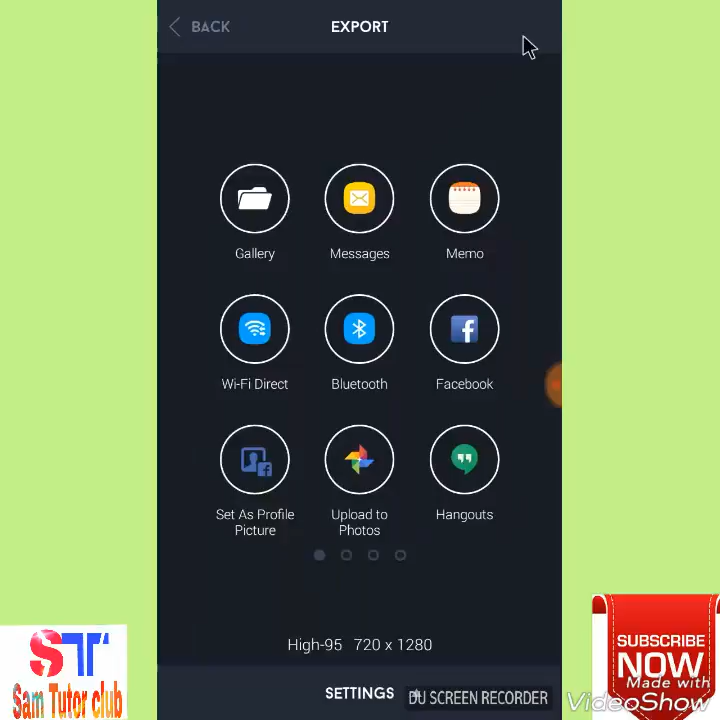 BACK
EXPORT
Gallery
Messages
Memo
Wi-Fi Direct
Bluetooth
Facebook
Set As Profile
Picture
Upload to
Photos
Hangouts
High-95 720 x 1280
SETTINGS
DU SCREEN RECORDER
ST
Sam Tutor club
SUBSCRIBE
NOW
Made with
VideoShow